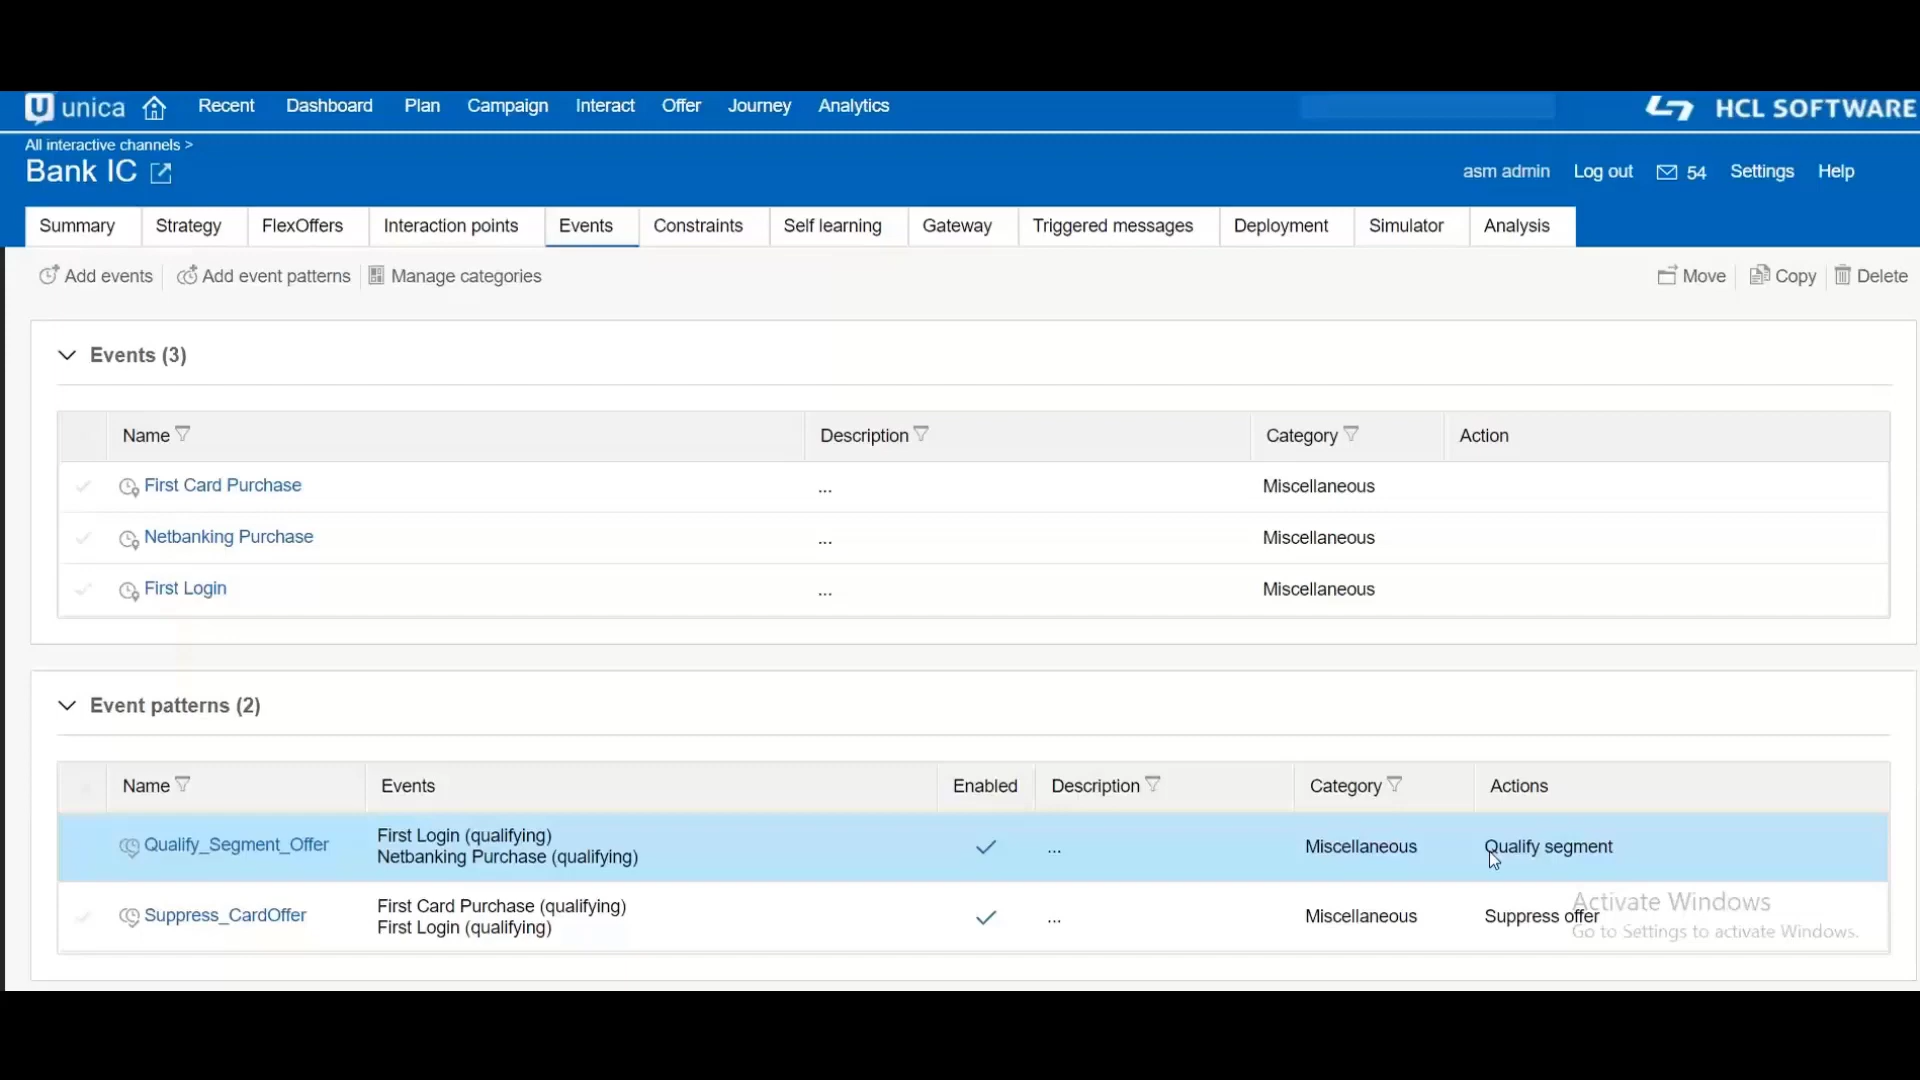 unica Recent Dashboard Plan Campaign Interact Offer Journey Analytics HCL SOFTWARE
All interactive channels >
Bank IC asm admin Log out 54 Settings Help
Summary Strategy FlexOffers Interaction points Events Constraints Self learning Gateway Triggered messages Deployment Simulator Analysis
Add events Add event patterns Manage categories Move Copy Delete
Events (3)
Name Description Category Action
First Card Purchase ... Miscellaneous
Netbanking Purchase ... Miscellaneous
First Login ... Miscellaneous
Event patterns (2)
Name Events Enabled Description Category Actions
Qualify_Segment_Offer First Login (qualifying) ... Miscellaneous Qualify segment
Netbanking Purchase (qualifying)
Suppress_CardOffer First Card Purchase (qualifying) ... Miscellaneous Suppress offer
First Login (qualifying)
Activate Windows
Go to Settings to activate Windows.